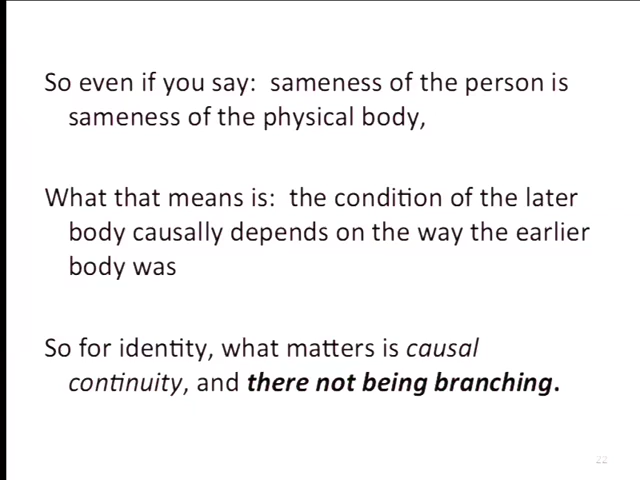 So even if you say: sameness of the person is
sameness of the physical body,
What that means is: the condition of the later
body causally depends on the way the earlier
body was
So for identity, what matters is causal
continuity, and there not being branching.
22